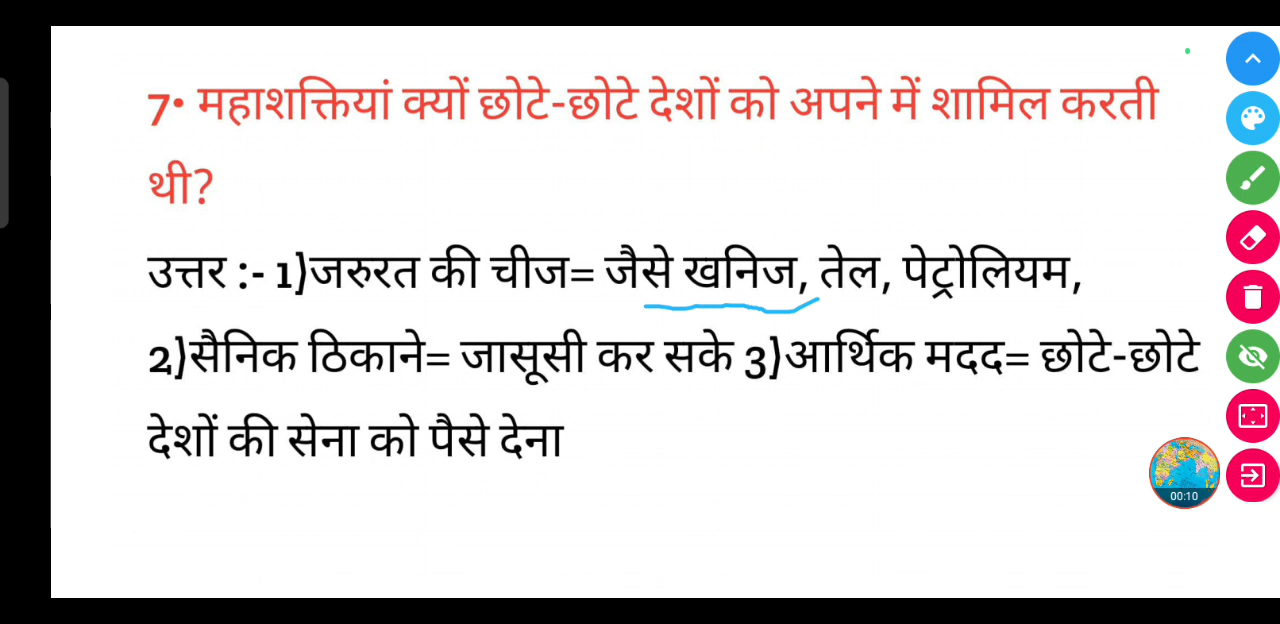 7• महाशक्तियां क्यों छोटे-छोटे देशों को अपने में शामिल करती
थी?
उत्तर :- 1)जरुरत की चीज= जैसे खनिज, तेल, पेट्रोलियम,
2)सैनिक ठिकाने= जासूसी कर सके 3)आर्थिक मदद= छोटे-छोटे
देशों की सेना को पैसे देना
00:10